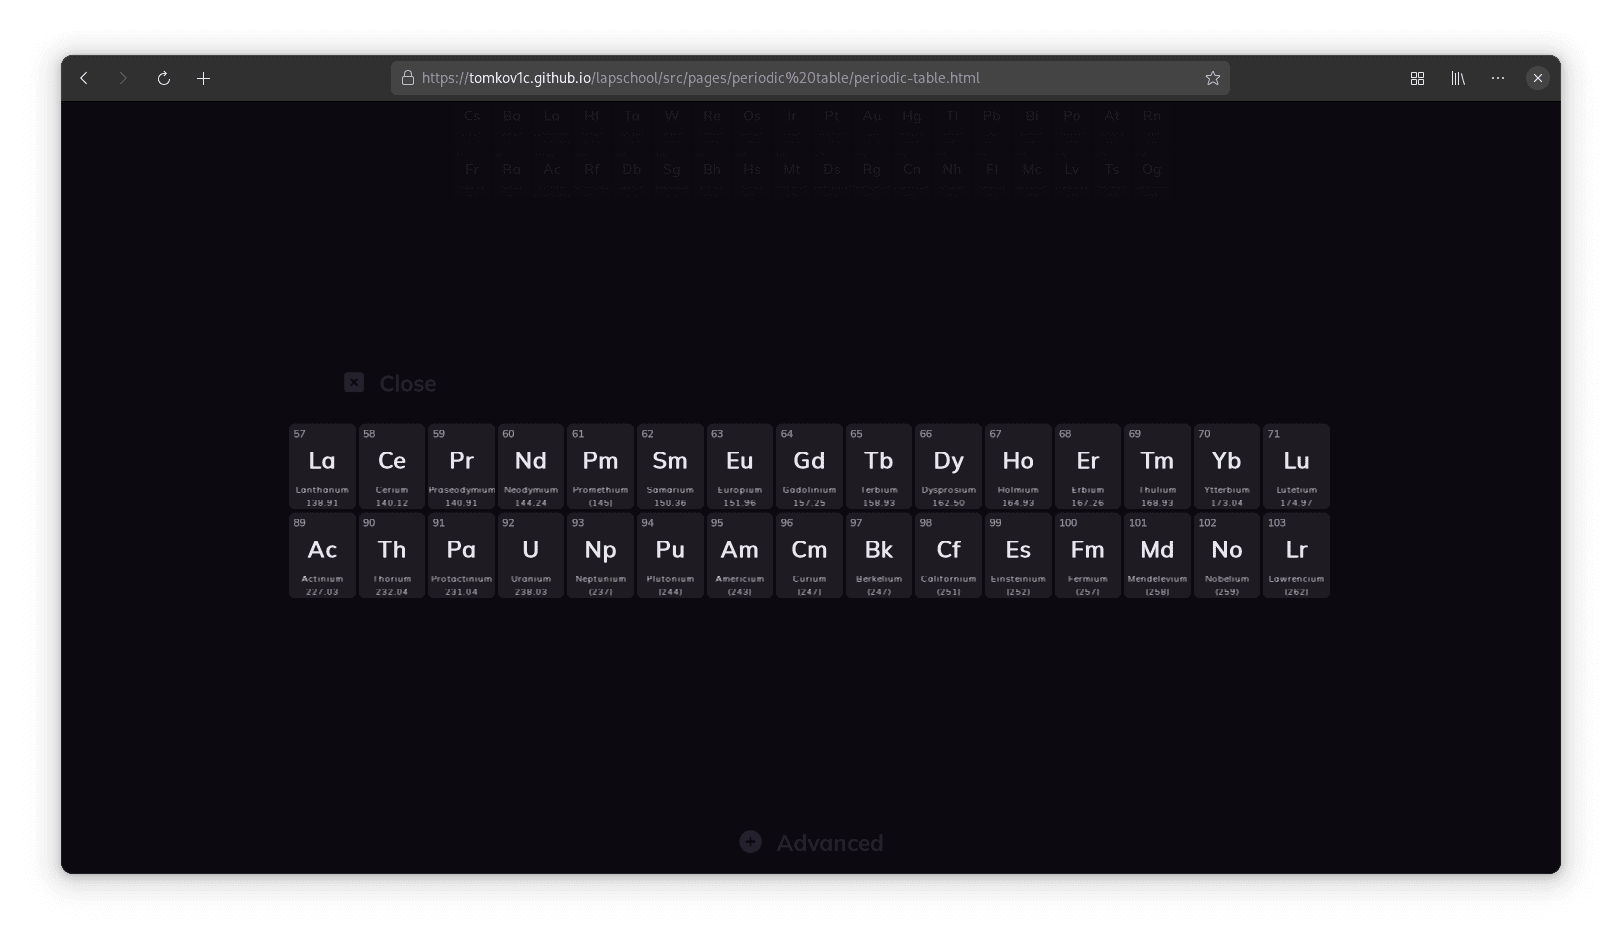 https://tomkov1c.github.io/lapschool/src/pages/periodic%20table/periodic-table.html
Cs Ba La Hf Ta W Re Os Ir Pt Au Hg Tl Pb Bi Po At Rn
Fr Ra Ac Rf Db Sg Bh Hs Mt Ds Rg Cn Nh Fl Mc Lv Ts Og
Close
57 58 59 60 61 62 63 64 65 66 67 68 69 70 71
La Ce Pr Nd Pm Sm Eu Gd Tb Dy Ho Er Tm Yb Lu
Lanthanum Cerium Praseodymium Neodymium Promethium Samarium Europium Gadolinium Terbium Dysprosium Holmium Erbium Thulium Ytterbium Lutetium
138.91 140.12 140.91 144.24 (145) 150.36 151.96 157.25 158.93 162.50 164.93 167.26 168.93 173.04 174.97
89 90 91 92 93 94 95 96 97 98 99 100 101 102 103
Ac Th Pa U Np Pu Am Cm Bk Cf Es Fm Md No Lr
Actinium Thorium Protactinium Uranium Neptunium Plutonium Americium Curium Berkelium Californium Einsteinium Fermium Mendelevium Nobelium Lawrencium
227.03 232.04 231.04 238.03 (237) (244) (243) (247) (247) (251) (252) (257) (258) (259) (262)
Advanced